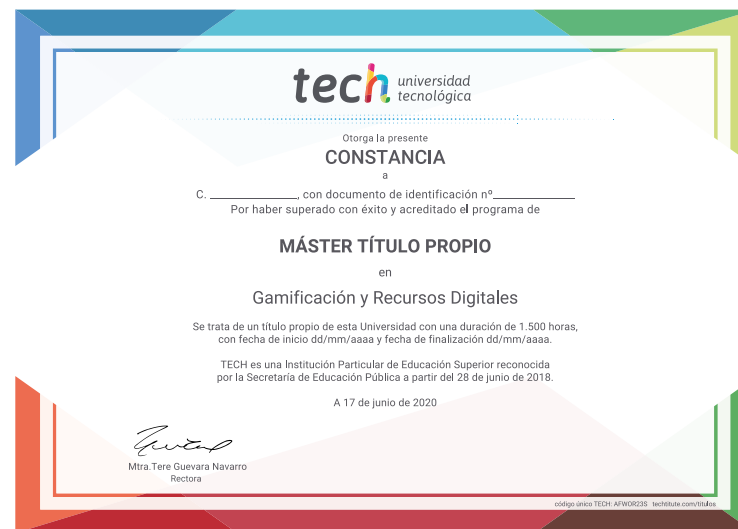 tech universidad
tecnológica
Otorga la presente
CONSTANCIA
a
C. ______________, con documento de identificación nº______________
Por haber superado con éxito y acreditado el programa de
MÁSTER TÍTULO PROPIO
en
Gamificación y Recursos Digitales
Se trata de un título propio de esta Universidad con una duración de 1.500 horas,
con fecha de inicio dd/mm/aaaa y fecha de finalización dd/mm/aaaa.
TECH es una Institución Particular de Educación Superior reconocida
por la Secretaría de Educación Pública a partir del 28 de junio de 2018.
A 17 de junio de 2020
Mtra.Tere Guevara Navarro
Rectora
código único TECH: AFWOR23S techtitute.com/títulos